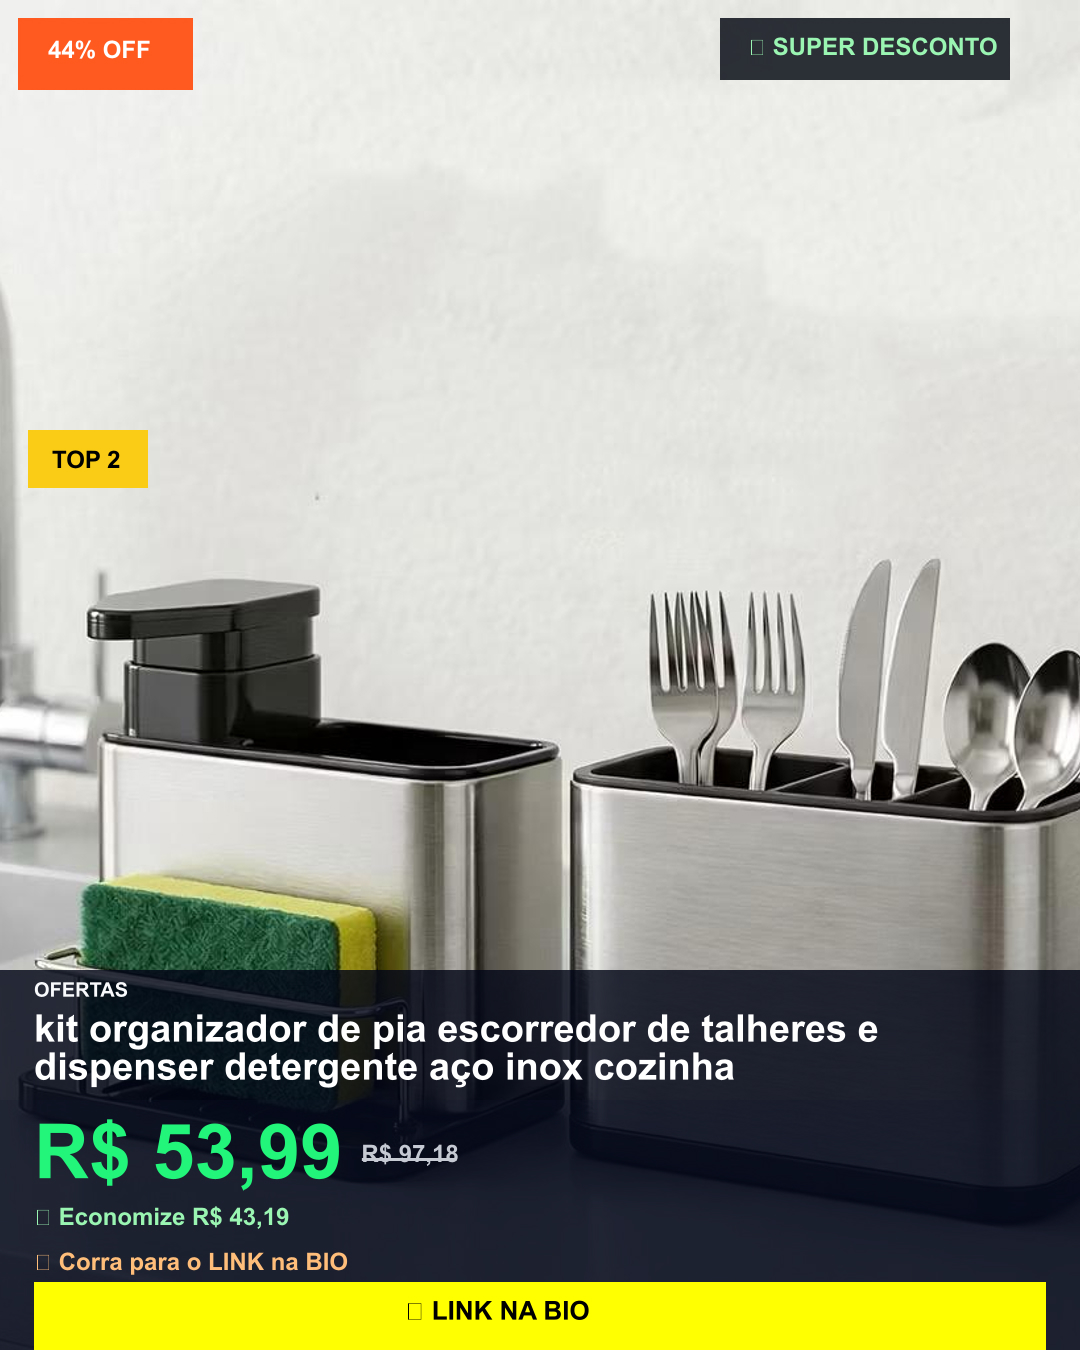 44% OFF
SUPER DESCONTO
TOP 2
OFERTAS
kit organizador de pia escorredor de talheres e
dispenser detergente aço inox cozinha
R$ 53,99 R$ 97,18
Economize R$ 43,19
Corra para o LINK na BIO
LINK NA BIO